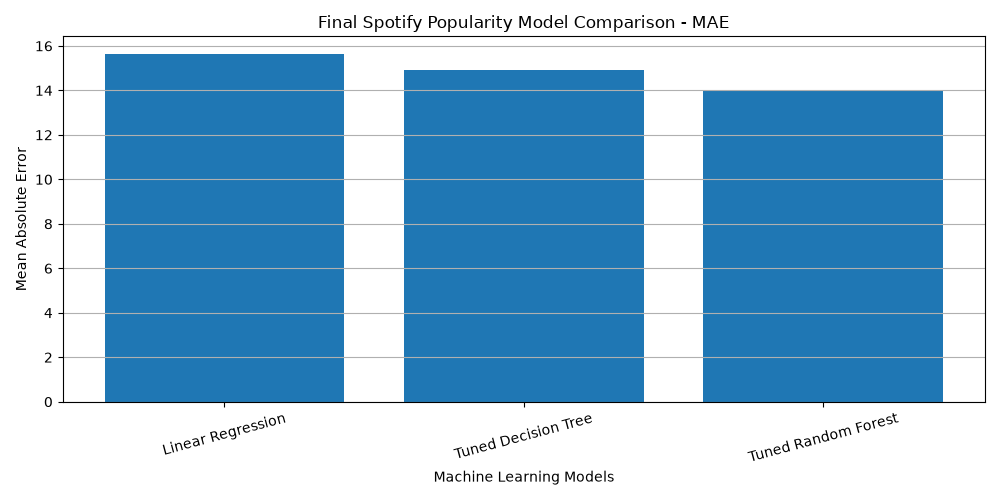 Final Spotify Popularity Model Comparison - MAE
Mean Absolute Error
16
14
12
10
8
6
4
2
0
Linear Regression
Tuned Decision Tree
Tuned Random Forest
Machine Learning Models